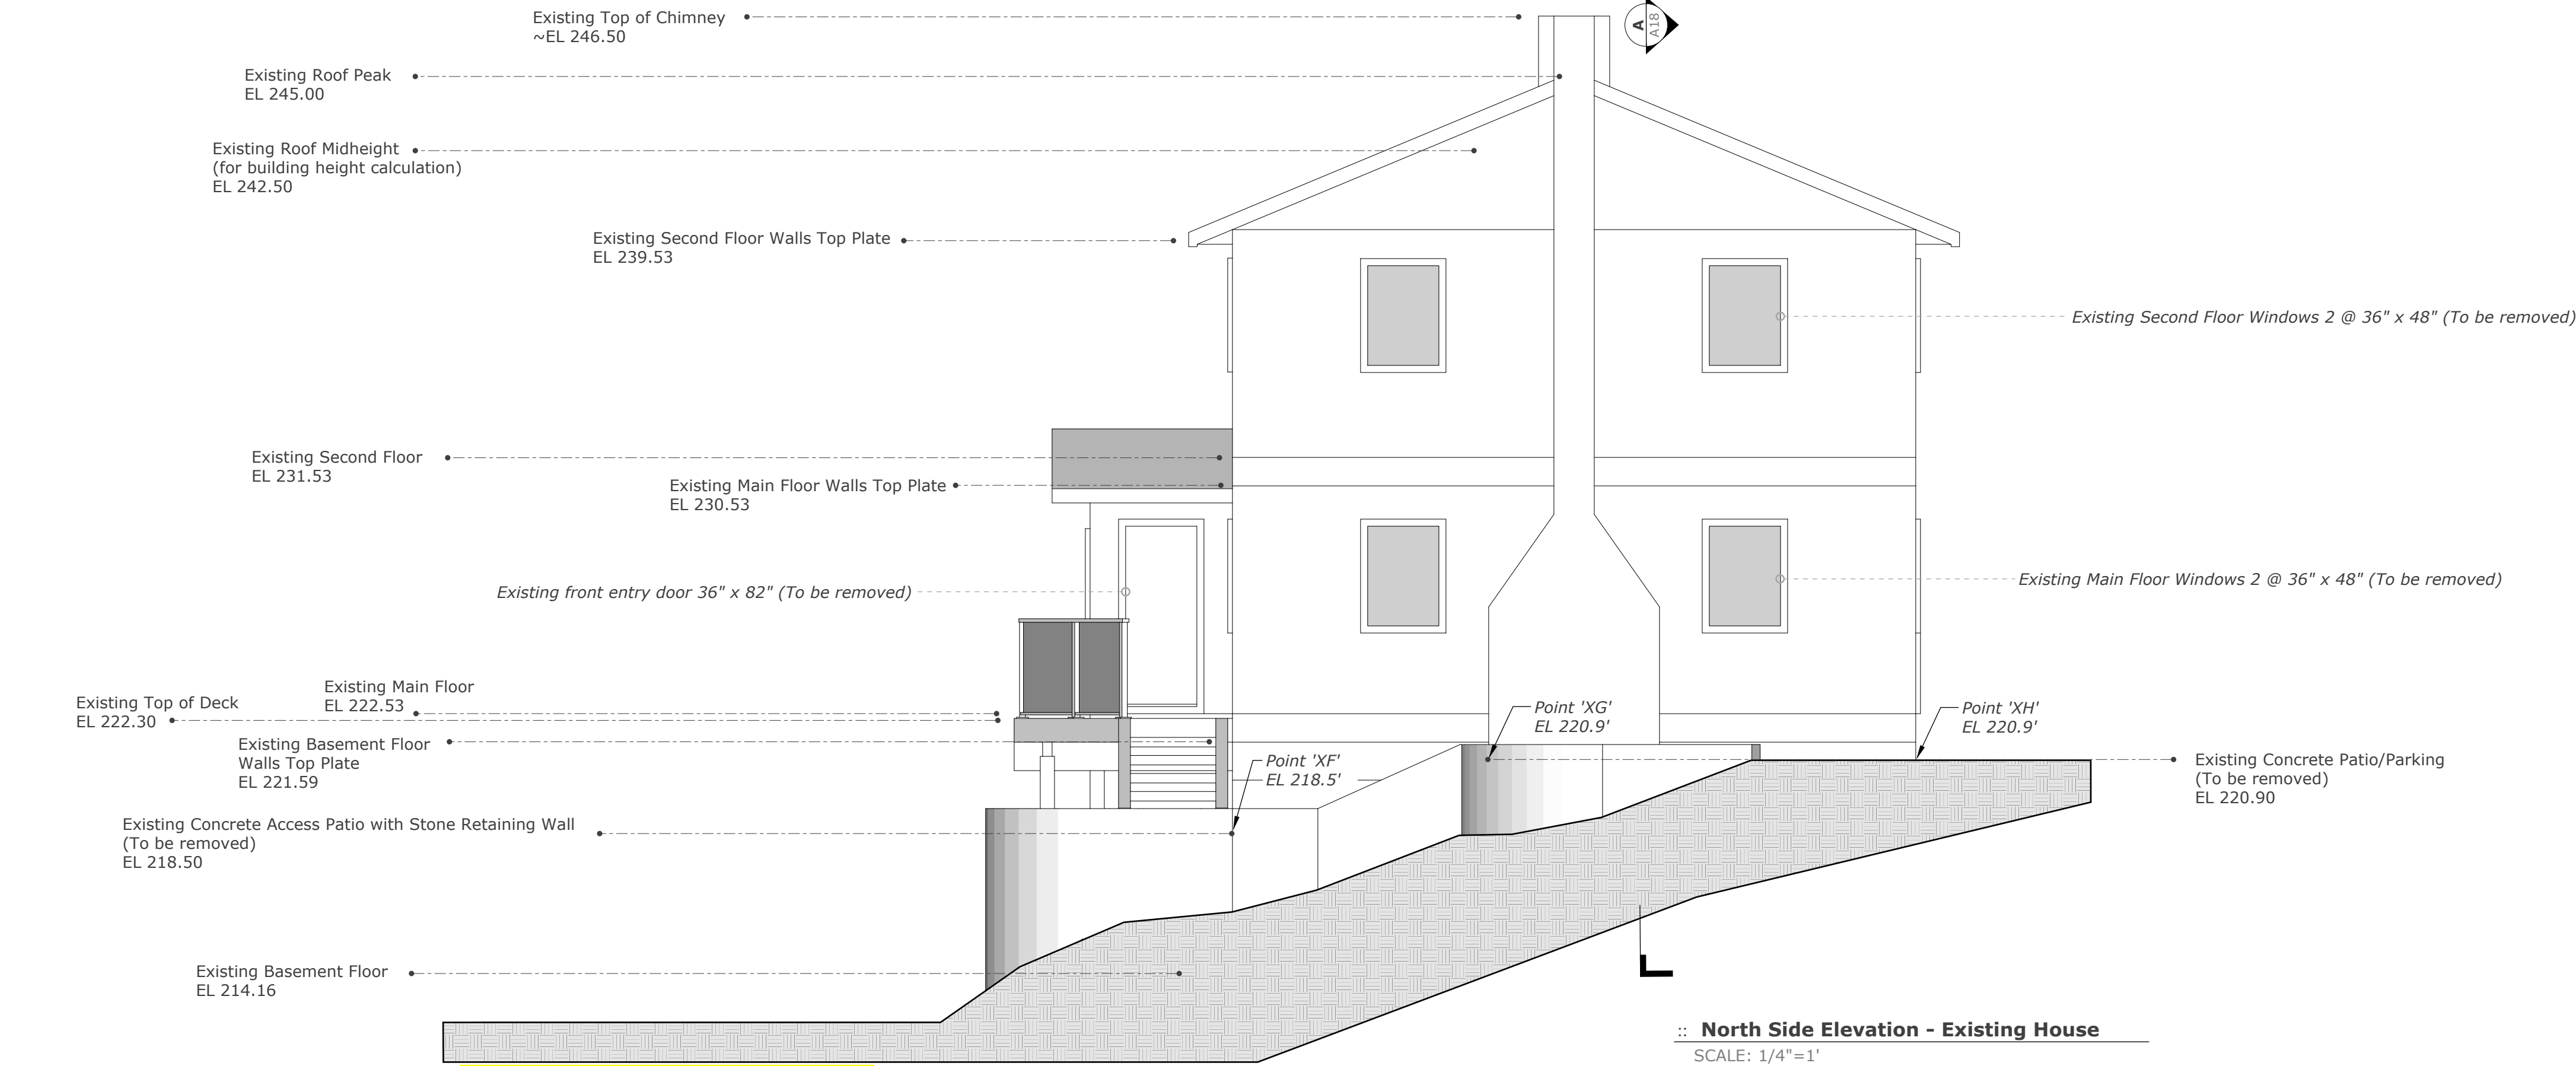 Existing Top of Chimney
~EL 246.50
A
A18
Existing Roof Peak
EL 245.00
Existing Roof Midheight
(for building height calculation)
EL 242.50
Existing Second Floor Walls Top Plate
EL 239.53
Existing Second Floor Windows 2 @ 36" x 48" (To be removed)
Existing Second Floor
EL 231.53
Existing Main Floor Walls Top Plate
EL 230.53
Existing front entry door 36" x 82" (To be removed)
Existing Main Floor Windows 2 @ 36" x 48" (To be removed)
Existing Main Floor
EL 222.53
Existing Top of Deck
EL 222.30
Point 'XG'
EL 220.9'
Point 'XH'
EL 220.9'
Existing Basement Floor
Walls Top Plate
EL 221.59
Point 'XF'
EL 218.5'
Existing Concrete Patio/Parking
(To be removed)
EL 220.90
Existing Concrete Access Patio with Stone Retaining Wall
(To be removed)
EL 218.50
Existing Basement Floor
EL 214.16
:: North Side Elevation - Existing House
SCALE: 1/4"=1'